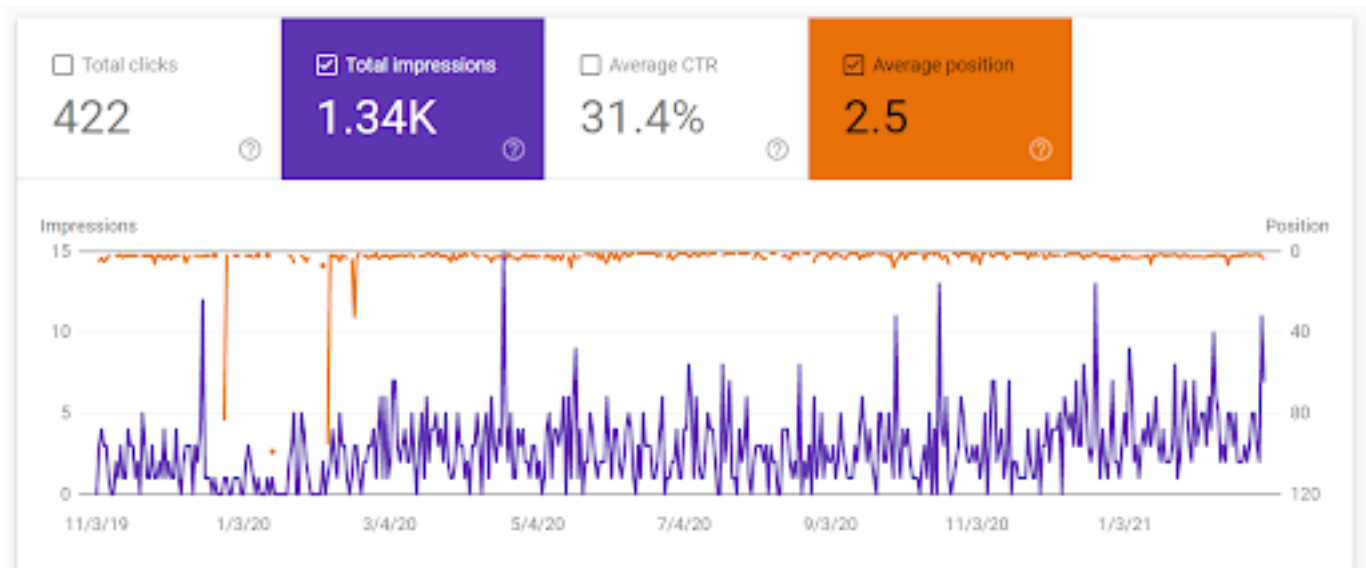 Total clicks
422
Total impressions
1.34K
Average CTR
31.4%
Average position
2.5
Impressions
Position
15
0
10
40
5
80
0
120
11/3/19 1/3/20 3/4/20 5/4/20 7/4/20 9/3/20 11/3/20 1/3/21